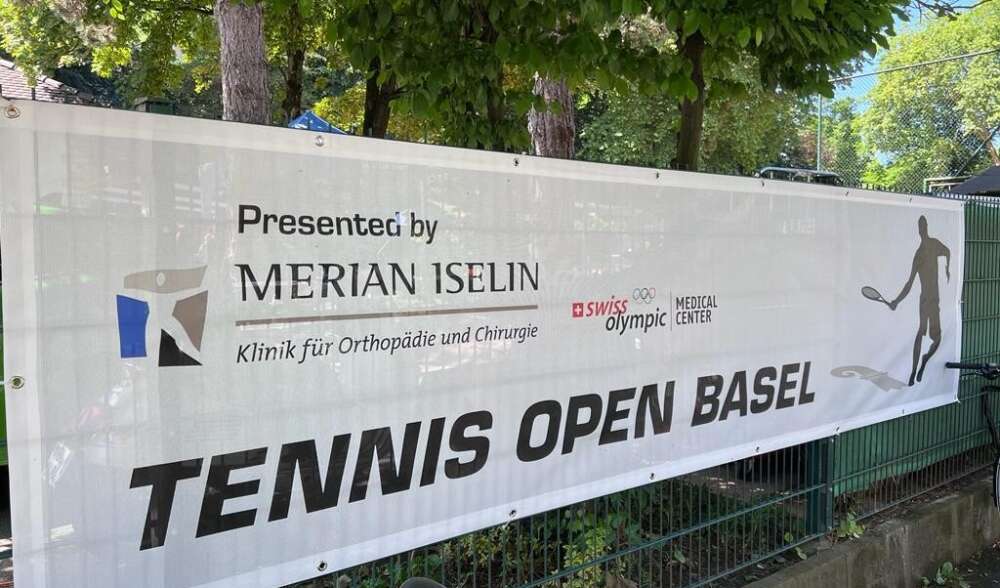 Presented by
MERIAN ISELIN
Klinik für Orthopädie und Chirurgie
swiss olympic
MEDICAL CENTER
TENNIS OPEN BASEL